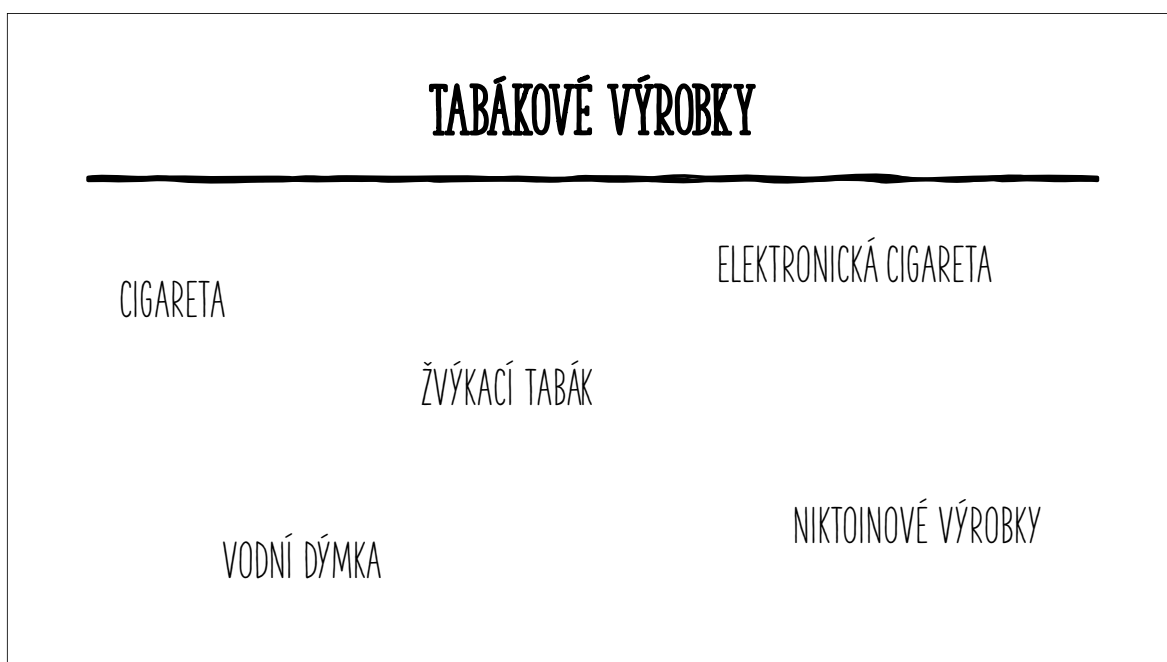 TABÁKOVÉ VÝROBKY
ELEKTRONICKÁ CIGARETA
CIGARETA
ŽVÝKACÍ TABÁK
NIKTOINOVÉ VÝROBKY
VODNÍ DÝMKA